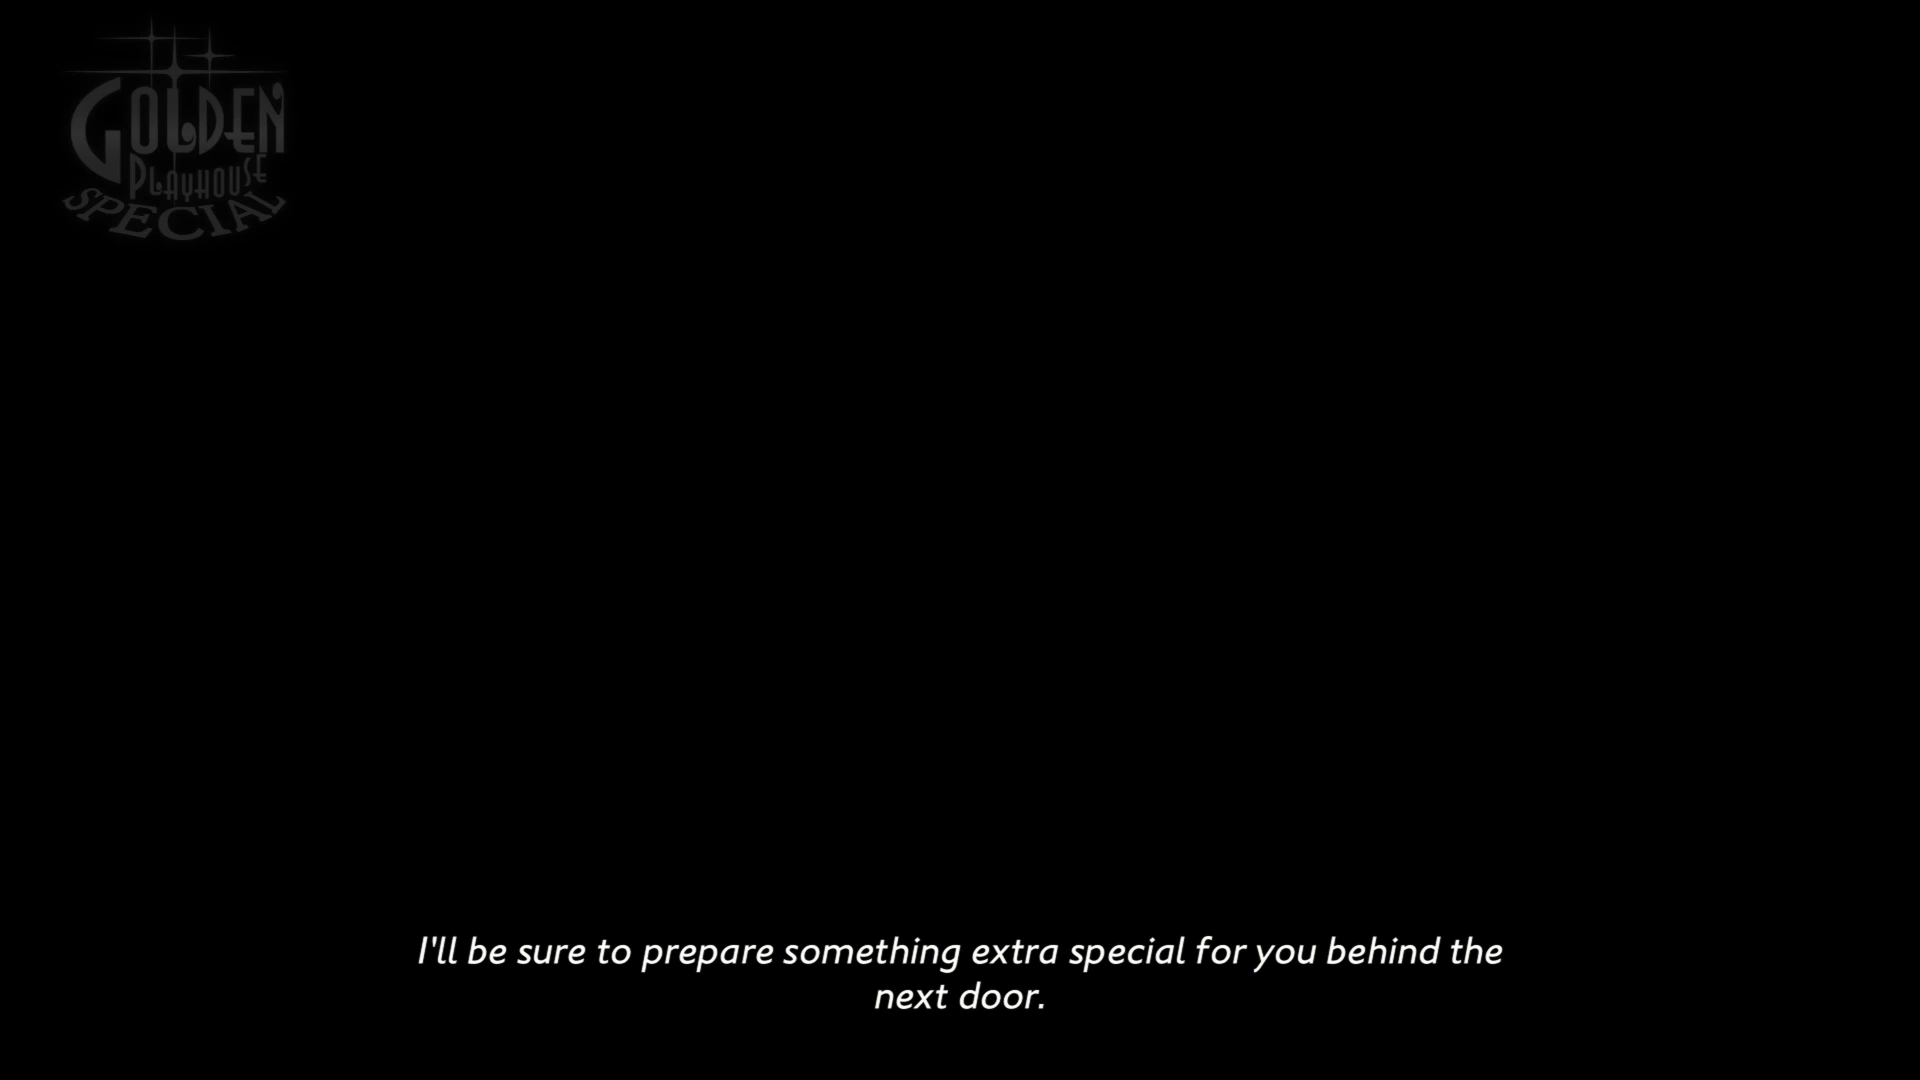 GOLDEN
PLAYHOUSE
SPECIAL
I'll be sure to prepare something extra special for you behind the
next door.